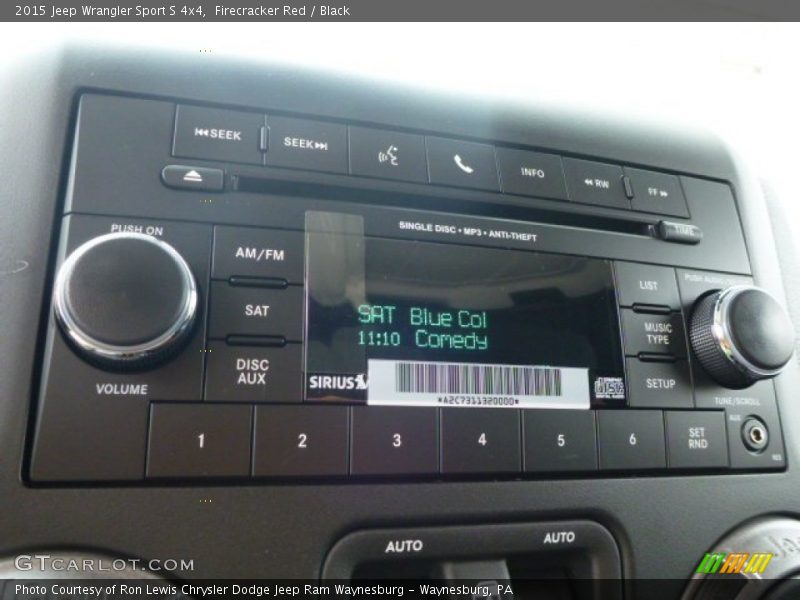 2015 Jeep Wrangler Sport S 4x4,  Firecracker Red / Black
SEEK
SEEK
INFO
RW
FF
TIME
SINGLE DISC • MP3 • ANTI-THEFT
PUSH ON
AM/FM
SAT
DISC
AUX
VOLUME
SAT Blue Col
11:10 Comedy
SIRIUS
*A2C7311320000*
LIST
MUSIC
TYPE
SETUP
TUNE/SCROLL
AUX
1
2
3
4
5
6
SET
RND
AUTO
AUTO
GTCARLOT.COM
Photo Courtesy of Ron Lewis Chrysler Dodge Jeep Ram Waynesburg - Waynesburg, PA